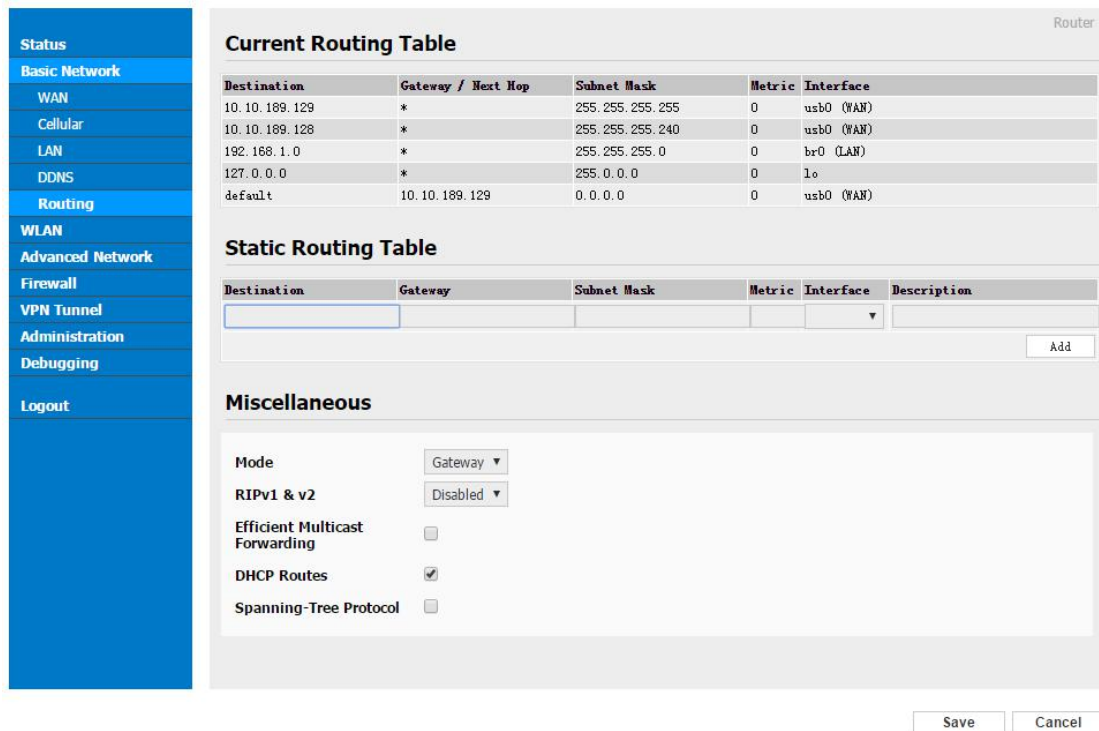 Router
Status
Basic Network
WAN
Cellular
LAN
DDNS
Routing
WLAN
Advanced Network
Firewall
VPN Tunnel
Administration
Debugging
Logout
Current Routing Table
Destination Gateway / Next Hop Subnet Mask Metric Interface
10.10.189.129 * 255.255.255.255 0 usb0 (WAN)
10.10.189.128 * 255.255.255.240 0 usb0 (WAN)
192.168.1.0 * 255.255.255.0 0 br0 (LAN)
127.0.0.0 * 255.0.0.0 0 lo
default 10.10.189.129 0.0.0.0 0 usb0 (WAN)
Static Routing Table
Destination Gateway Subnet Mask Metric Interface Description
Add
Miscellaneous
Mode Gateway
RIPv1 & v2 Disabled
Efficient Multicast
Forwarding
DHCP Routes
Spanning-Tree Protocol
Save Cancel